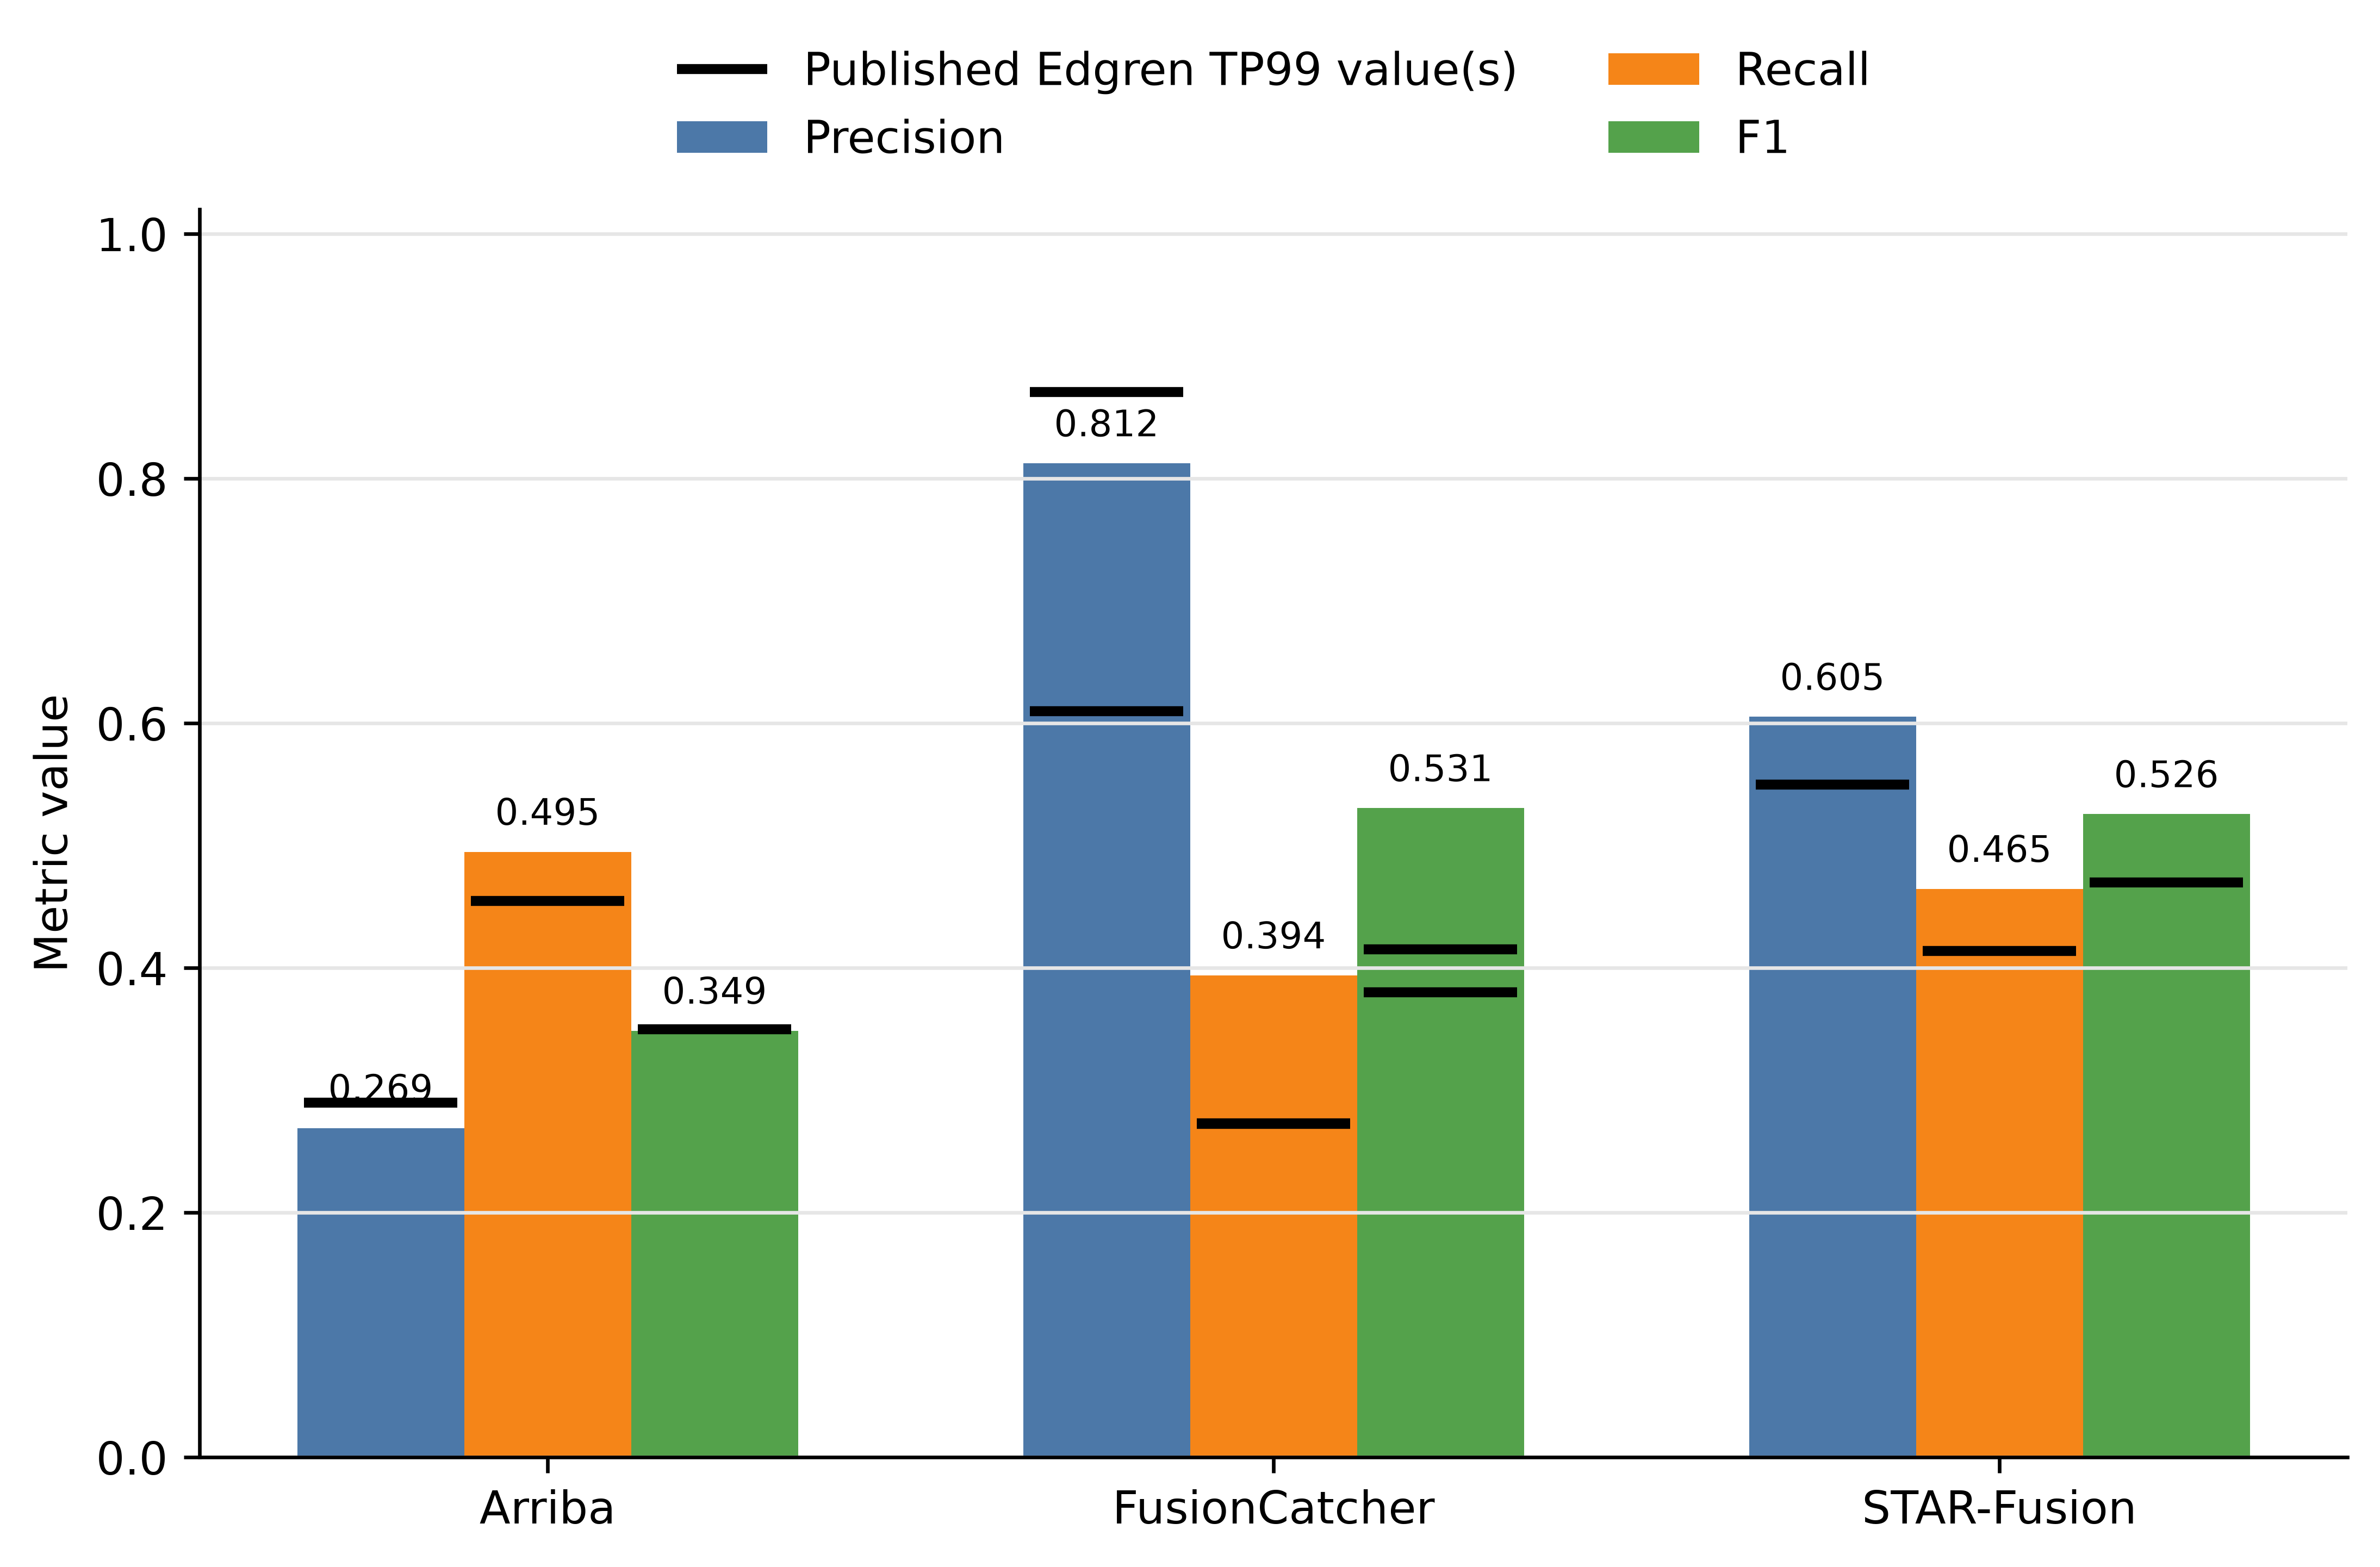 Published Edgren TP99 value(s)
Precision
Recall
F1
Metric value
1.0
0.8
0.6
0.4
0.2
0.0
0.269
0.495
0.349
0.812
0.394
0.531
0.605
0.465
0.526
Arriba
FusionCatcher
STAR-Fusion